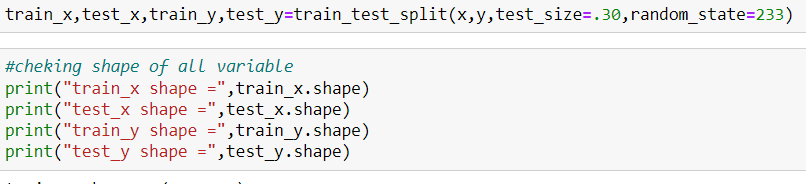 train_x,test_x,train_y,test_y=train_test_split(x,y,test_size=.30,random_state=233)
#cheking shape of all variable
print("train_x shape =",train_x.shape)
print("test_x shape =",test_x.shape)
print("train_y shape =",train_y.shape)
print("test_y shape =",test_y.shape)